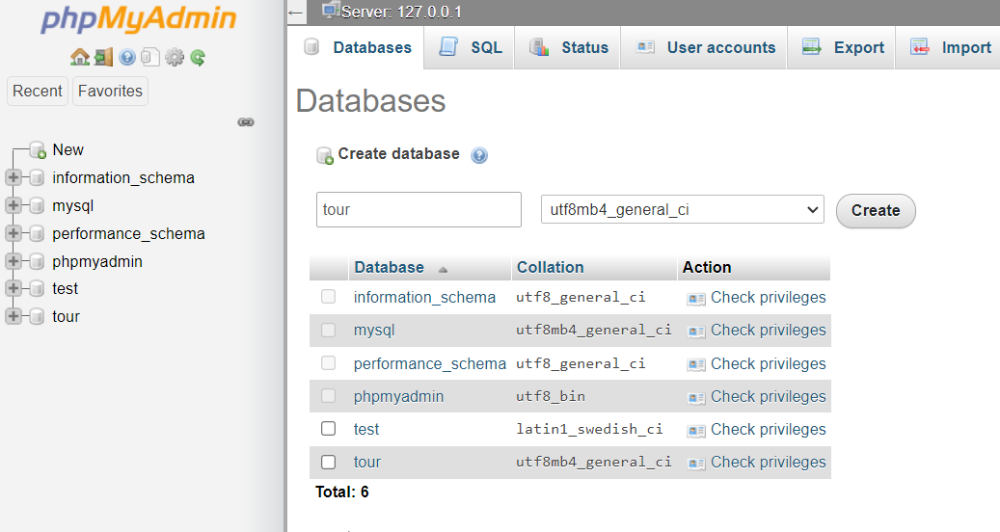 phpMyAdmin
Recent Favorites
New
information_schema
mysql
performance_schema
phpmyadmin
test
tour
Server: 127.0.0.1
Databases SQL Status User accounts Export Import
Databases
Create database
tour utf8mb4_general_ci Create
Database Collation Action
information_schema utf8_general_ci Check privileges
mysql utf8mb4_general_ci Check privileges
performance_schema utf8_general_ci Check privileges
phpmyadmin utf8_bin Check privileges
test latin1_swedish_ci Check privileges
tour utf8mb4_general_ci Check privileges
Total: 6